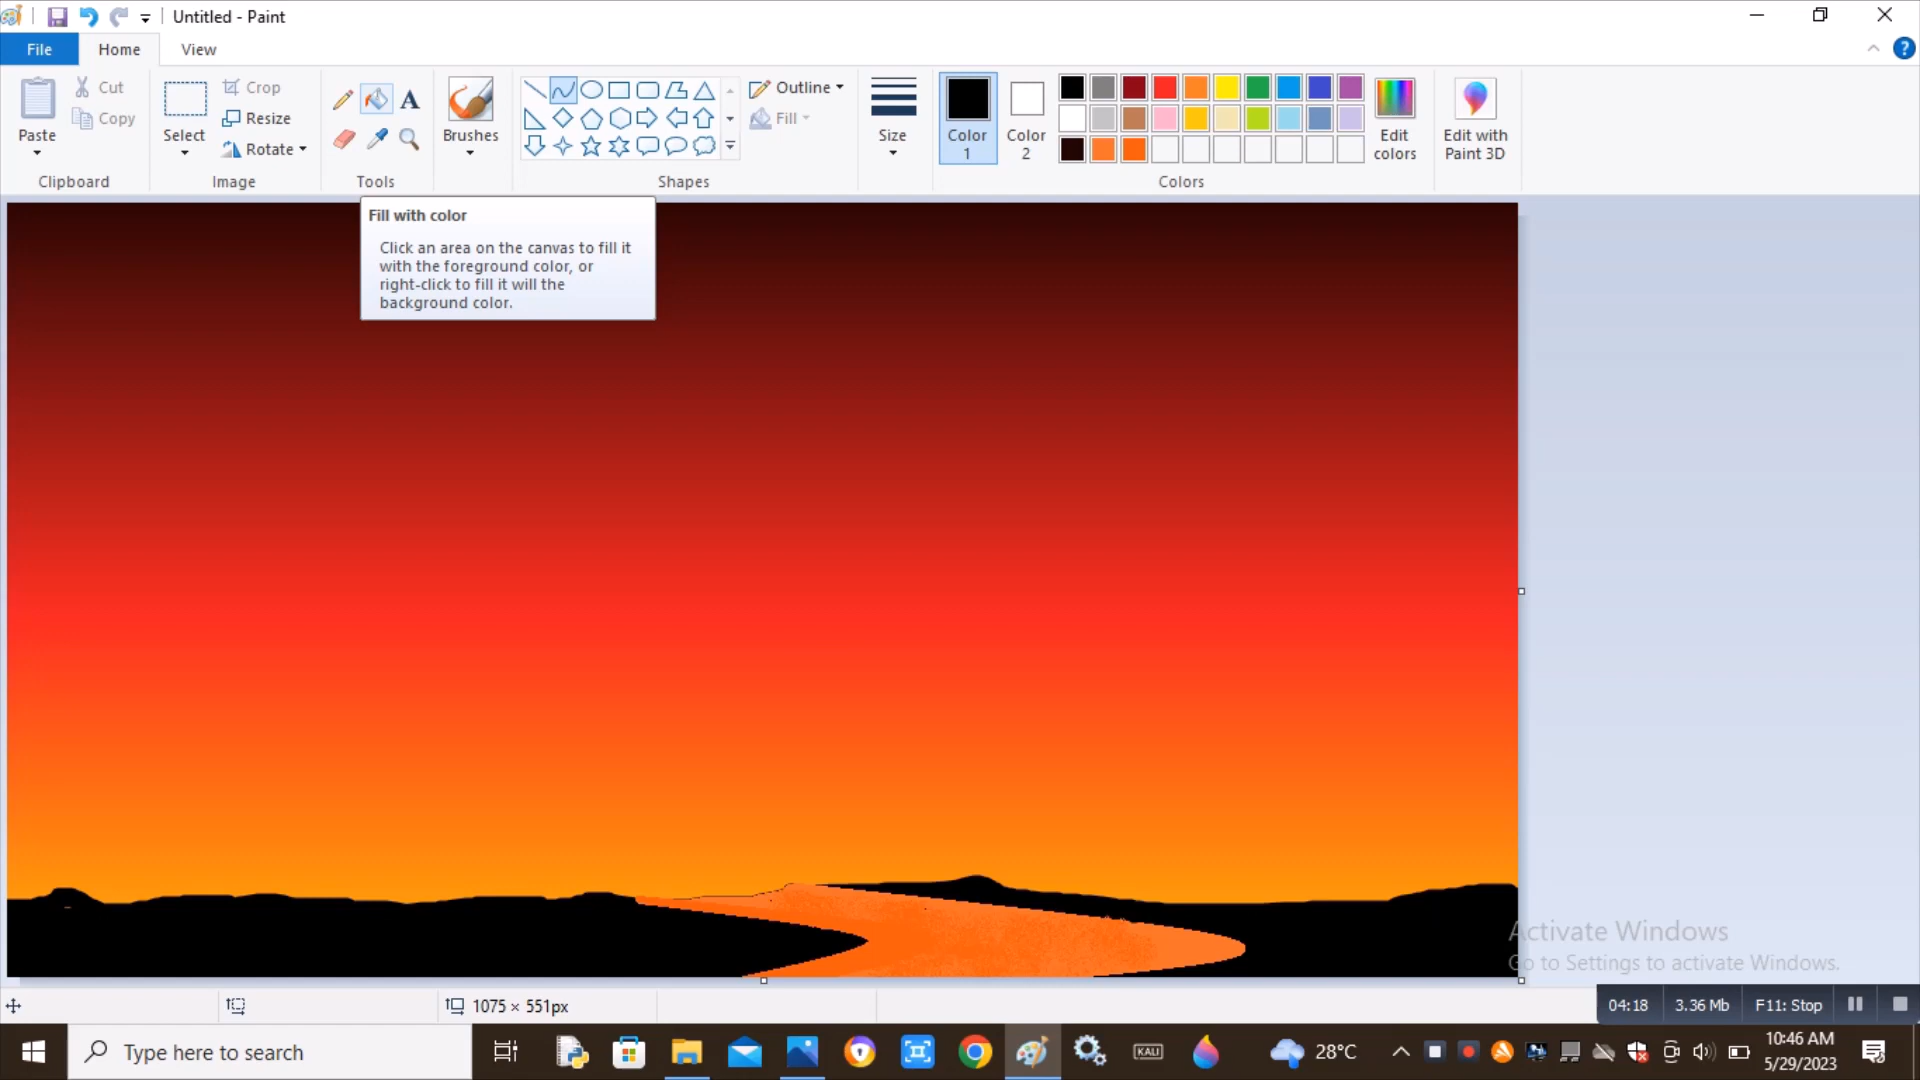 Untitled - Paint
File
Home
View
Paste
Cut
Copy
Clipboard
Select
Crop
Resize
Rotate
Image
A
Tools
Brushes
Shapes
Outline
Fill
Size
Color
1
Color
2
Colors
Edit
colors
Edit with
Paint 3D
?
Fill with color
Click an area on the canvas to fill it
with the foreground color, or
right-click to fill it will the
background color.
Activate Windows
Go to Settings to activate Windows.
1075 × 551px
04:18
3.36 Mb
F11: Stop
Type here to search
KALI
28°C
10:46 AM
5/29/2023